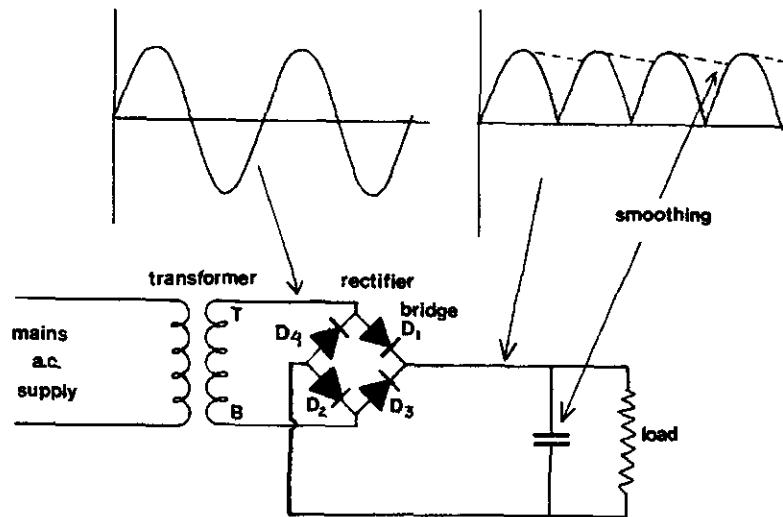 smoothing
transformer
rectifier
bridge
T
D4
D1
mains
a.c.
supply
B
D2
D3
load